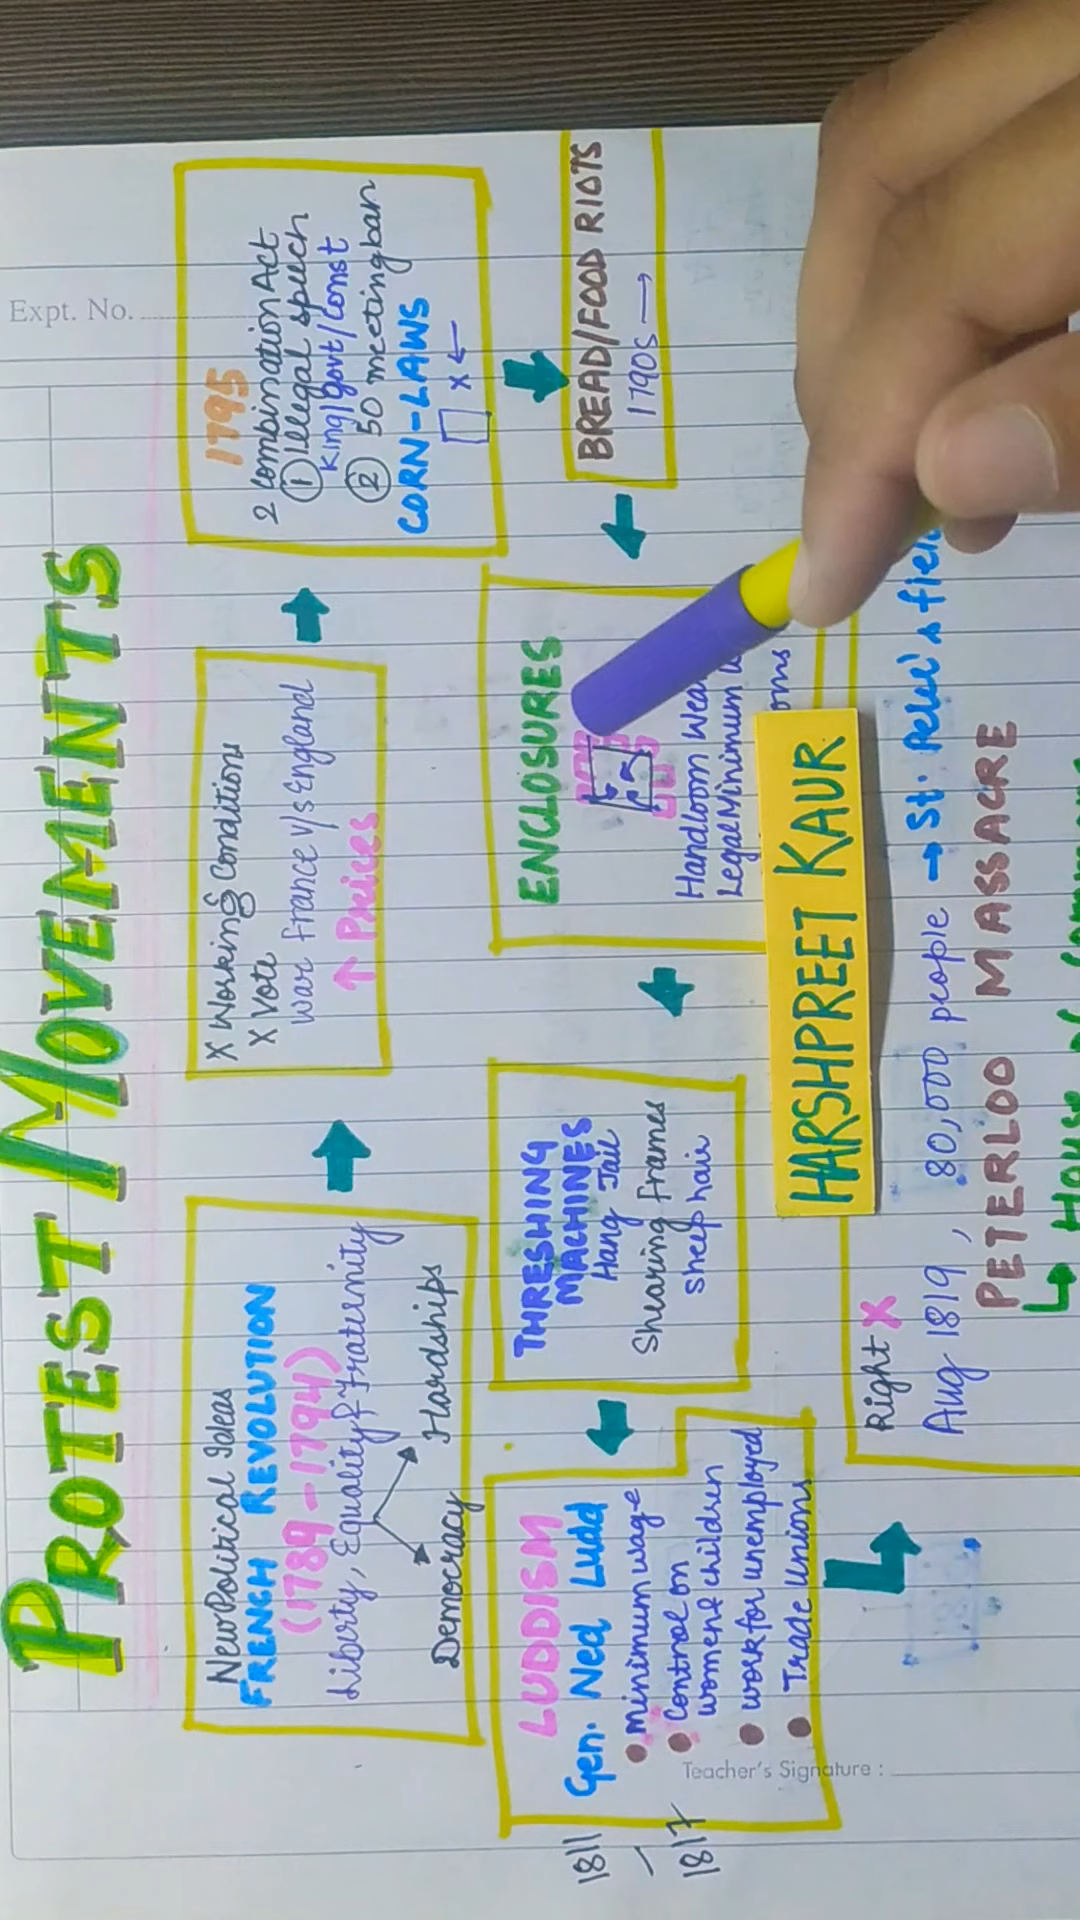 PROTEST MOVEMENTS
Expt. No.
New Political Ideas
FRENCH REVOLUTION
(1789-1794)
Liberty, Equality & Fraternity
Democracy
Hardships
X Working Condition
X Vote
War France v/s England
↑ Prices
1795
2 Combination Act
① Illegal speech
King/Govt/Const
② 50 meeting ban
CORN-LAWS
X ←
BREAD/FOOD RIOTS
1790s →
ENCLOSURES
Handloom
Legal Minimum
THRESHING
MACHINES
Hang Jail
Shearing Frames
Sheep hair
LUDDISM
Gen. Ned Ludd
• minimum wage
• Control on
women & children
• work for unemployed
• Trade Unions
1811
1817
Teacher's Signature :
HARSHPREET KAUR
Right X
Aug 1819, 80,000 people → St.
PETERLOO MASSACRE
↳ House of